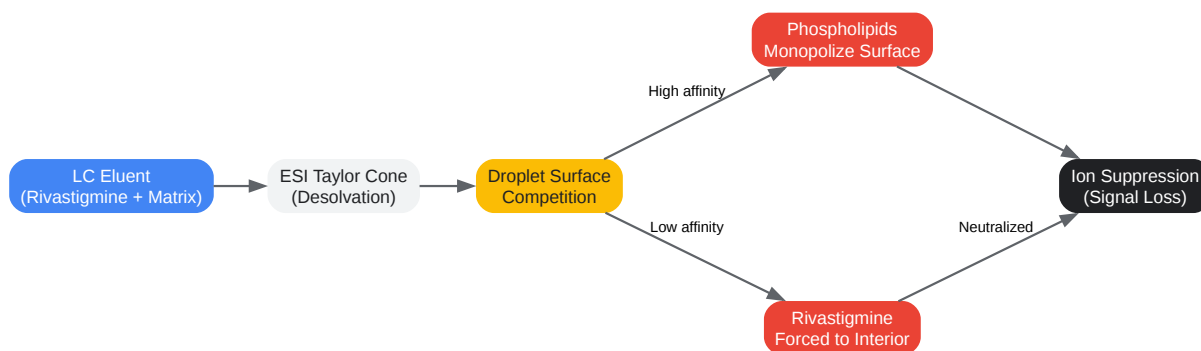 LC Eluent
(Rivastigmine + Matrix)
ESI Taylor Cone
(Desolvation)
Droplet Surface
Competition
High affinity
Low affinity
Phospholipids
Monopolize Surface
Rivastigmine
Forced to Interior
Neutralized
Ion Suppression
(Signal Loss)